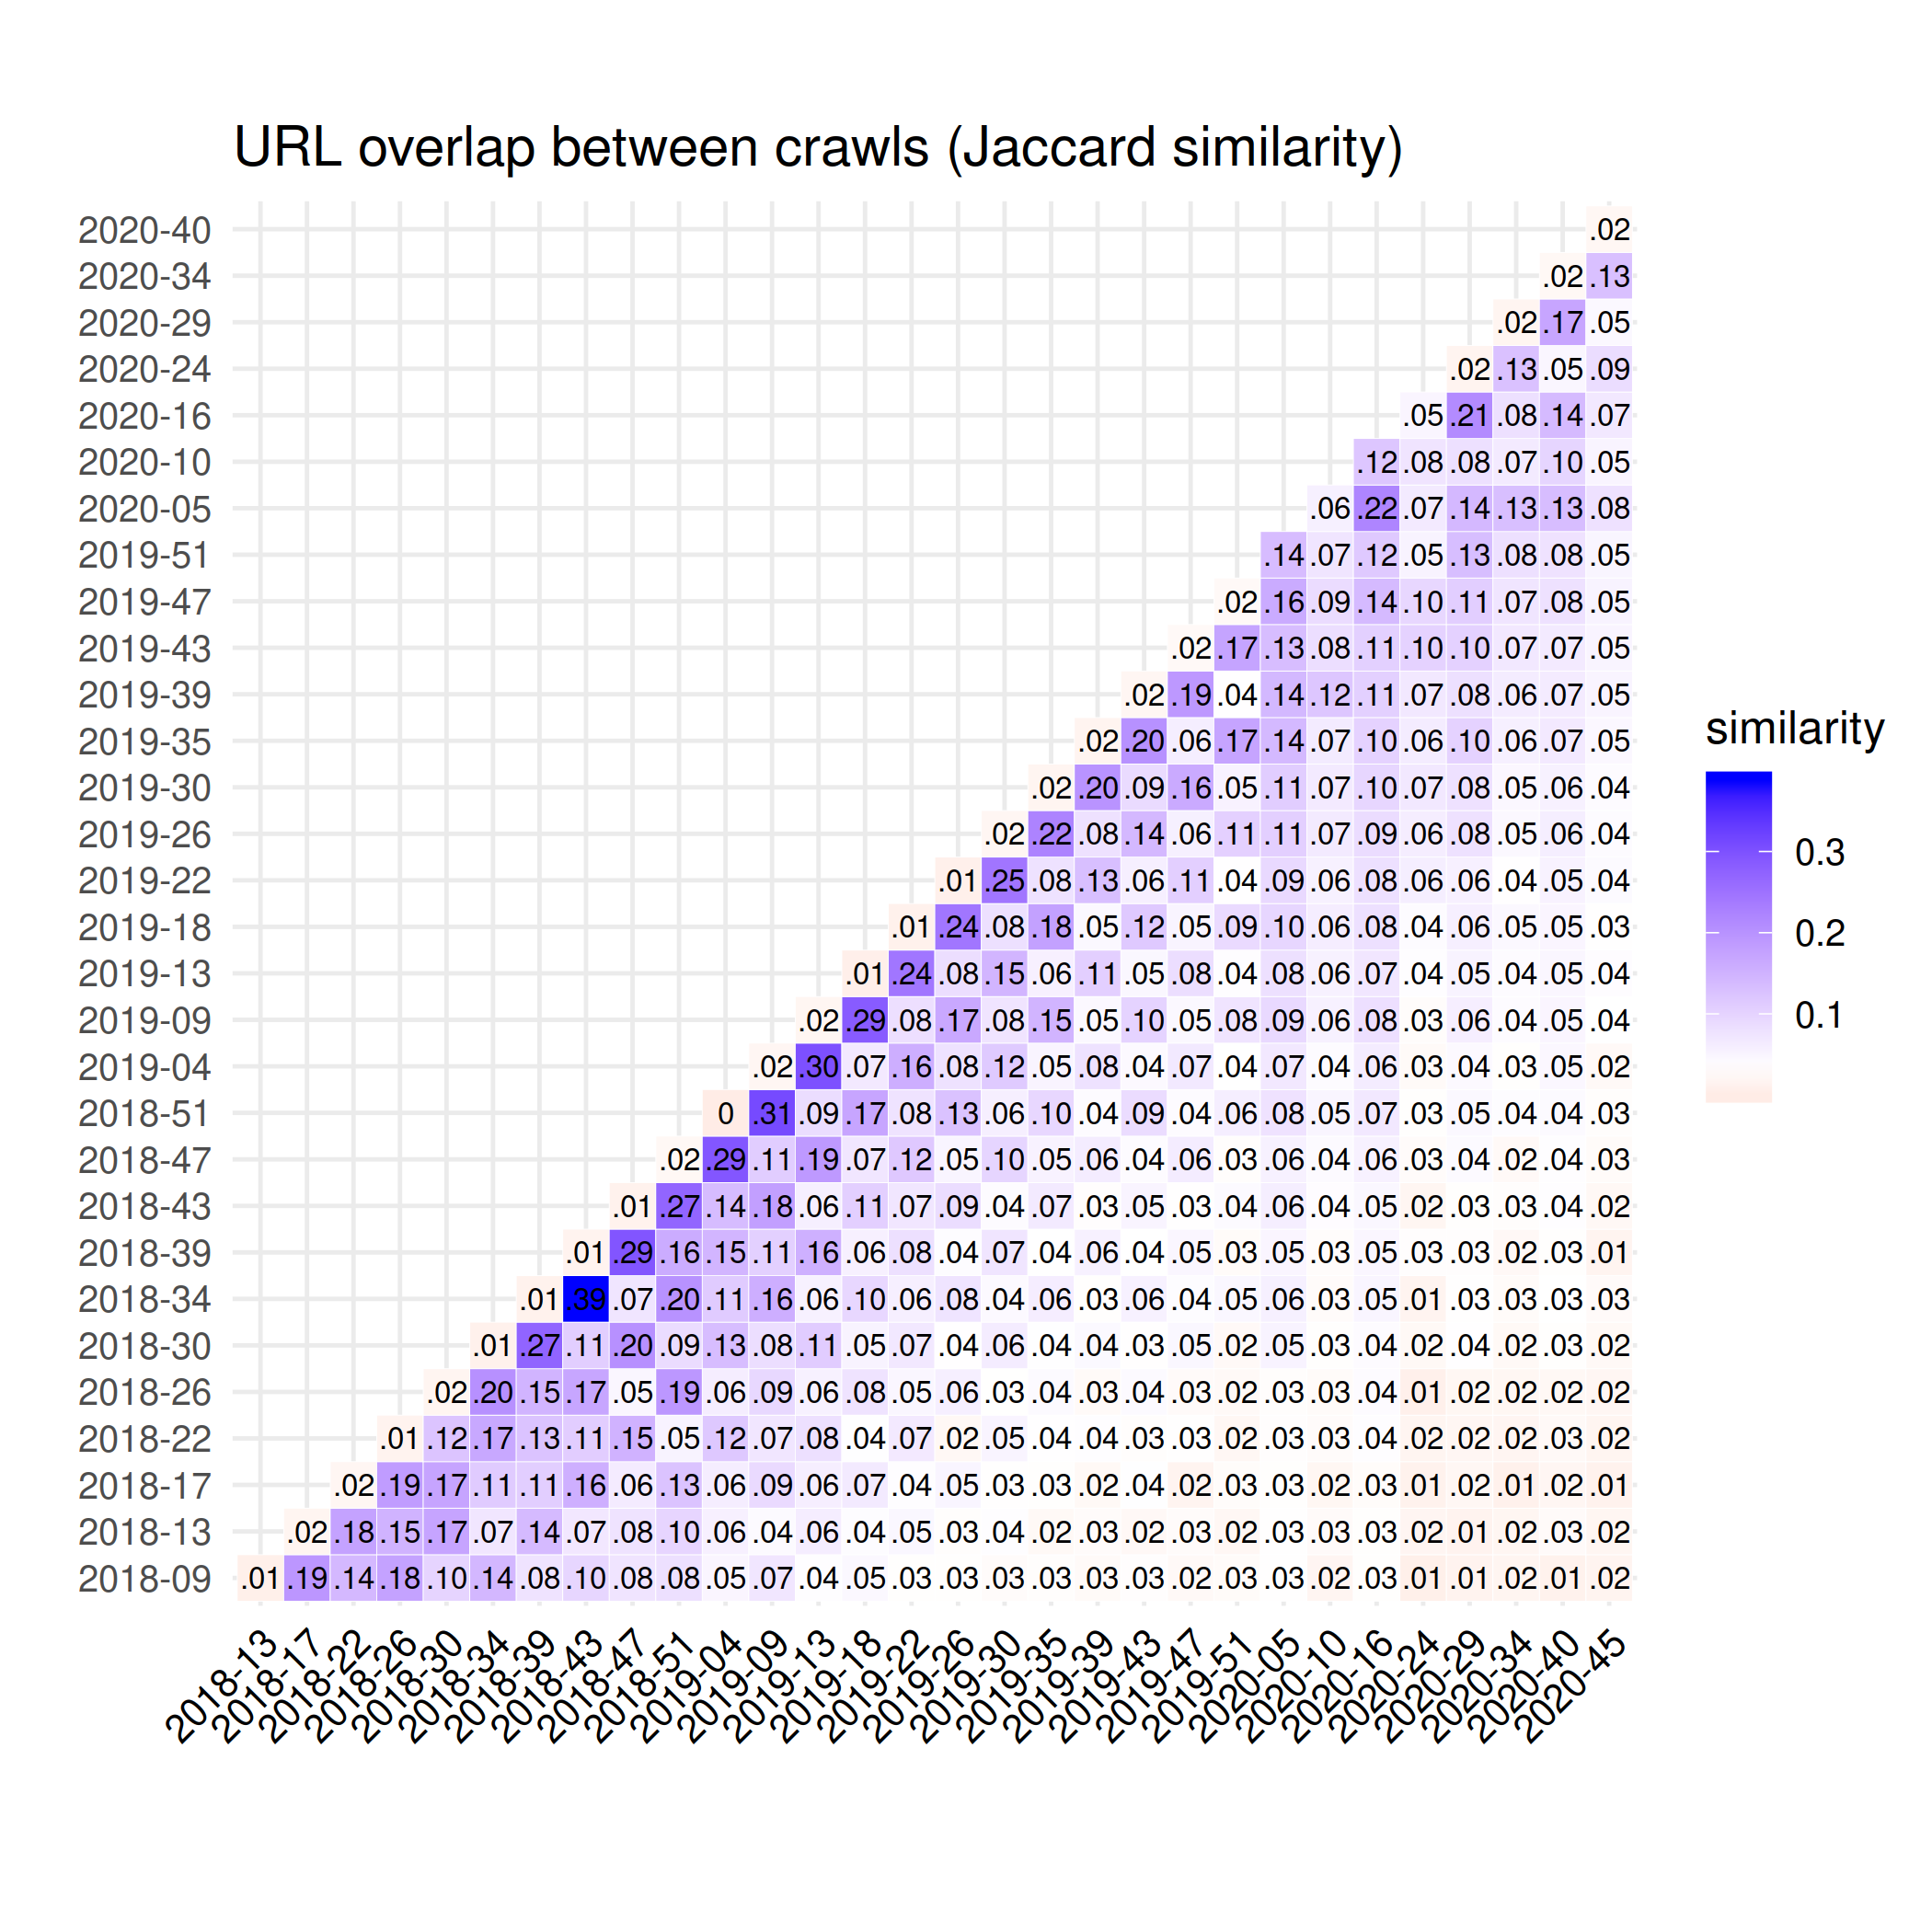 URL overlap between crawls (Jaccard similarity)
2020-40 .02
2020-34 .02 .13
2020-29 .02 .17 .05
2020-24 .02 .13 .05 .09
2020-16 .05 .21 .08 .14 .07
2020-10 .12 .08 .08 .07 .10 .05
2020-05 .06 .22 .07 .14 .13 .13 .08
2019-51 .14 .07 .12 .05 .13 .08 .08 .05
2019-47 .02 .16 .09 .14 .10 .11 .07 .08 .05
2019-43 .02 .17 .13 .08 .11 .10 .10 .07 .07 .05
2019-39 .02 .19 .04 .14 .12 .11 .07 .08 .06 .07 .05
2019-35 .02 .20 .06 .17 .14 .07 .10 .06 .10 .06 .07 .05
2019-30 .02 .20 .09 .16 .05 .11 .07 .10 .07 .08 .05 .06 .04
2019-26 .02 .22 .08 .14 .06 .11 .11 .07 .09 .06 .08 .05 .06 .04
2019-22 .01 .25 .08 .13 .06 .11 .04 .09 .06 .08 .06 .06 .04 .05 .04
2019-18 .01 .24 .08 .18 .05 .12 .05 .09 .10 .06 .08 .04 .06 .05 .05 .03
2019-13 .01 .24 .08 .15 .06 .11 .05 .08 .04 .08 .06 .07 .04 .05 .04 .05 .04
2019-09 .02 .29 .08 .17 .08 .15 .05 .10 .05 .08 .09 .06 .08 .03 .06 .04 .05 .04
2019-04 .02 .30 .07 .16 .08 .12 .05 .08 .04 .07 .04 .07 .04 .06 .03 .04 .03 .05 .02
2018-51 0 .31 .09 .17 .08 .13 .06 .10 .04 .09 .04 .06 .08 .05 .07 .03 .05 .04 .04 .03
2018-47 .02 .29 .11 .19 .07 .12 .05 .10 .05 .06 .04 .06 .03 .06 .04 .06 .03 .04 .02 .04 .03
2018-43 .01 .27 .14 .18 .06 .11 .07 .09 .04 .07 .03 .05 .03 .04 .06 .04 .05 .02 .03 .03 .04 .02
2018-39 .01 .29 .16 .15 .11 .16 .06 .08 .04 .07 .04 .06 .04 .05 .03 .05 .03 .05 .03 .03 .02 .03 .01
2018-34 .01 .39 .07 .20 .11 .16 .06 .10 .06 .08 .04 .06 .03 .06 .04 .05 .06 .03 .05 .01 .03 .03 .03 .03
2018-30 .01 .27 .11 .20 .09 .13 .08 .11 .05 .07 .04 .06 .04 .04 .03 .05 .02 .05 .03 .04 .02 .04 .02 .03 .02
2018-26 .02 .20 .15 .17 .05 .19 .06 .09 .06 .08 .05 .06 .03 .04 .03 .04 .03 .02 .03 .03 .04 .01 .02 .02 .02 .02
2018-22 .01 .12 .17 .13 .11 .15 .05 .12 .07 .08 .04 .07 .02 .05 .04 .04 .03 .03 .02 .03 .03 .04 .02 .02 .02 .03 .02
2018-17 .02 .19 .17 .11 .11 .16 .06 .13 .06 .09 .06 .07 .04 .05 .03 .03 .02 .04 .02 .03 .03 .02 .03 .01 .02 .01 .02 .01
2018-13 .02 .18 .15 .17 .07 .14 .07 .08 .10 .06 .04 .06 .04 .05 .03 .04 .02 .03 .02 .03 .02 .03 .03 .03 .02 .01 .02 .03 .02
2018-09 .01 .19 .14 .18 .10 .14 .08 .10 .08 .08 .05 .07 .04 .05 .03 .03 .03 .03 .03 .03 .02 .03 .03 .02 .03 .01 .01 .02 .01 .02
2018-13
2018-17
2018-22
2018-26
2018-30
2018-34
2018-39
2018-43
2018-47
2018-51
2019-04
2019-09
2019-13
2019-18
2019-22
2019-26
2019-30
2019-35
2019-39
2019-43
2019-47
2019-51
2020-05
2020-10
2020-16
2020-24
2020-29
2020-34
2020-40
2020-45
similarity
0.3
0.2
0.1